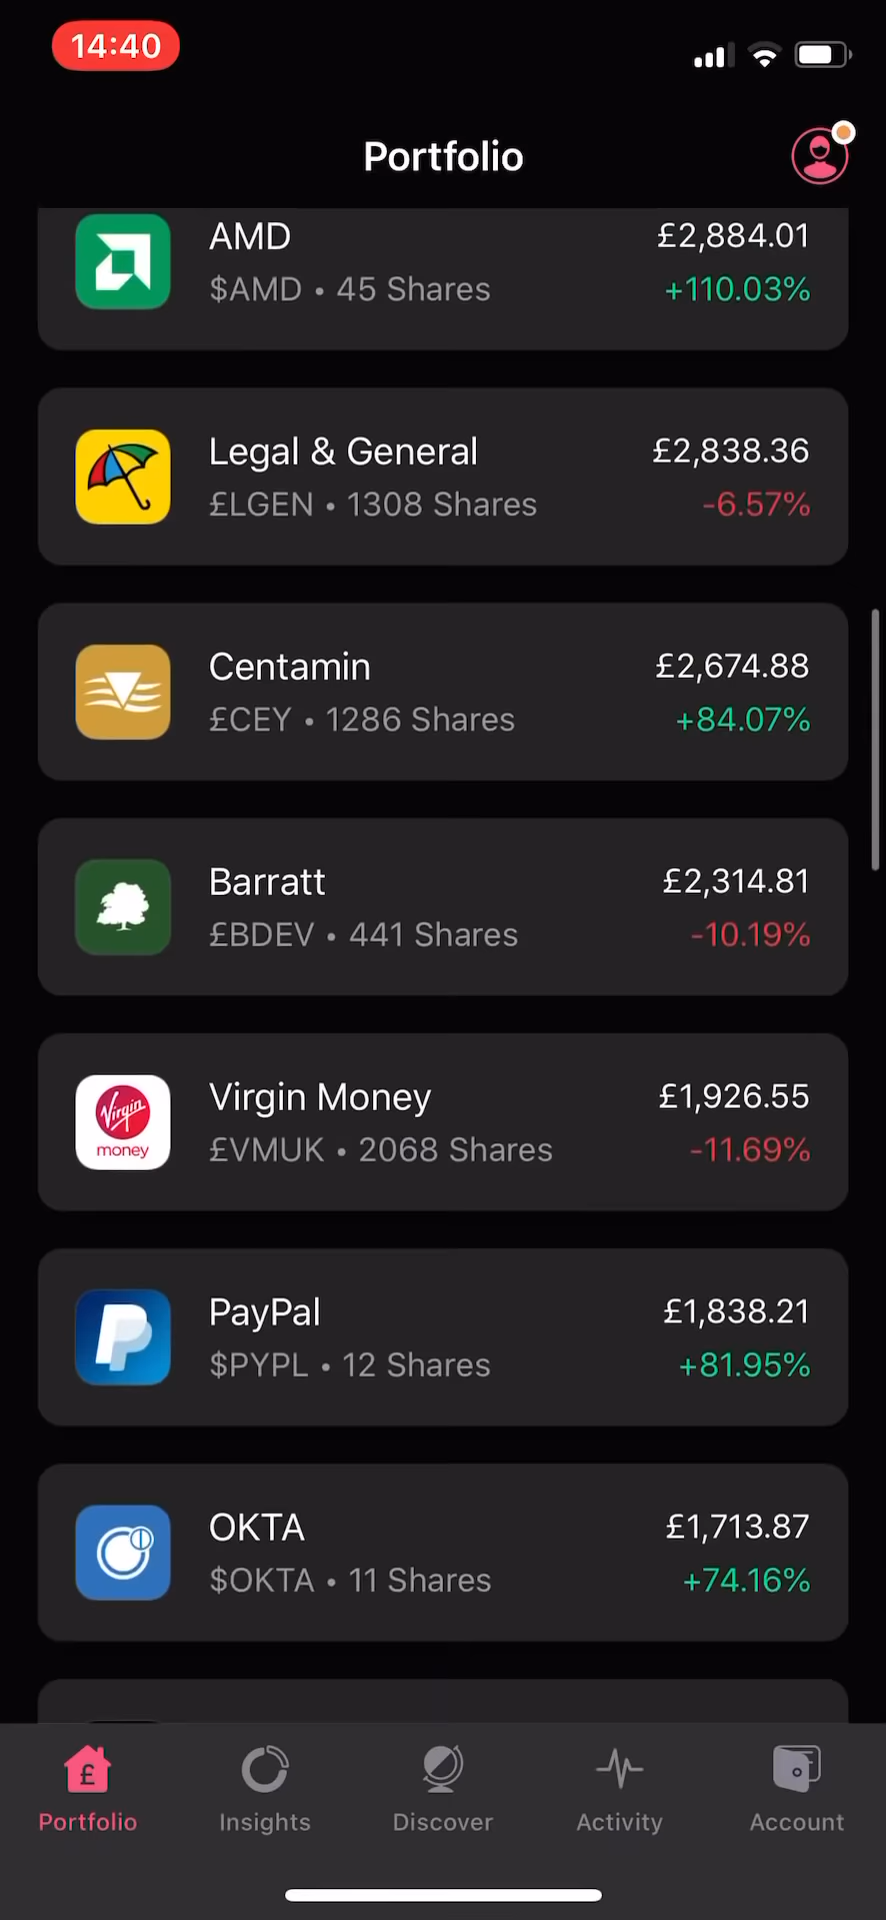 14:40
Portfolio
AMD
£2,884.01
$AMD • 45 Shares
+110.03%
Legal & General
£2,838.36
£LGEN • 1308 Shares
-6.57%
Centamin
£2,674.88
£CEY • 1286 Shares
+84.07%
Barratt
£2,314.81
£BDEV • 441 Shares
-10.19%
Virgin
money
Virgin Money
£1,926.55
£VMUK • 2068 Shares
-11.69%
PayPal
£1,838.21
$PYPL • 12 Shares
+81.95%
OKTA
£1,713.87
$OKTA • 11 Shares
+74.16%
£
Portfolio
Insights
Discover
Activity
Account